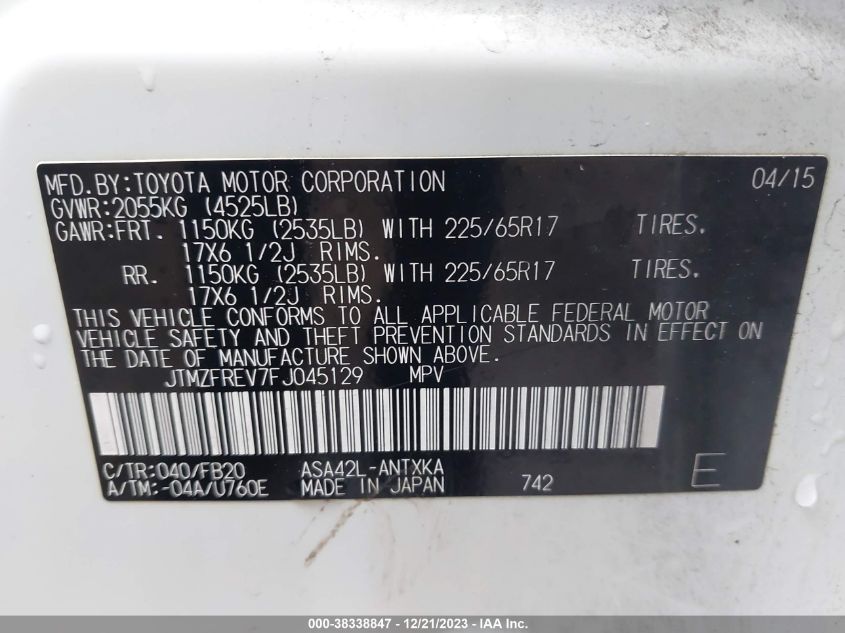 MFD.BY:TOYOTA MOTOR CORPORATION 04/15
GVWR:2055KG (4525LB)
GAWR:FRT. 1150KG (2535LB) WITH 225/65R17 TIRES.
17X6 1/2J RIMS.
RR. 1150KG (2535LB) WITH 225/65R17 TIRES.
17X6 1/2J RIMS.
THIS VEHICLE CONFORMS TO ALL APPLICABLE FEDERAL MOTOR
VEHICLE SAFETY AND THEFT PREVENTION STANDARDS IN EFFECT ON
THE DATE OF MANUFACTURE SHOWN ABOVE.
JTMZFREV7FJ045129 MPV
C/TR:040/FB20 ASA42L-ANTXKA
A/TM:-04A/U760E MADE IN JAPAN 742 E
000-38338847 - 12/21/2023 - IAA Inc.